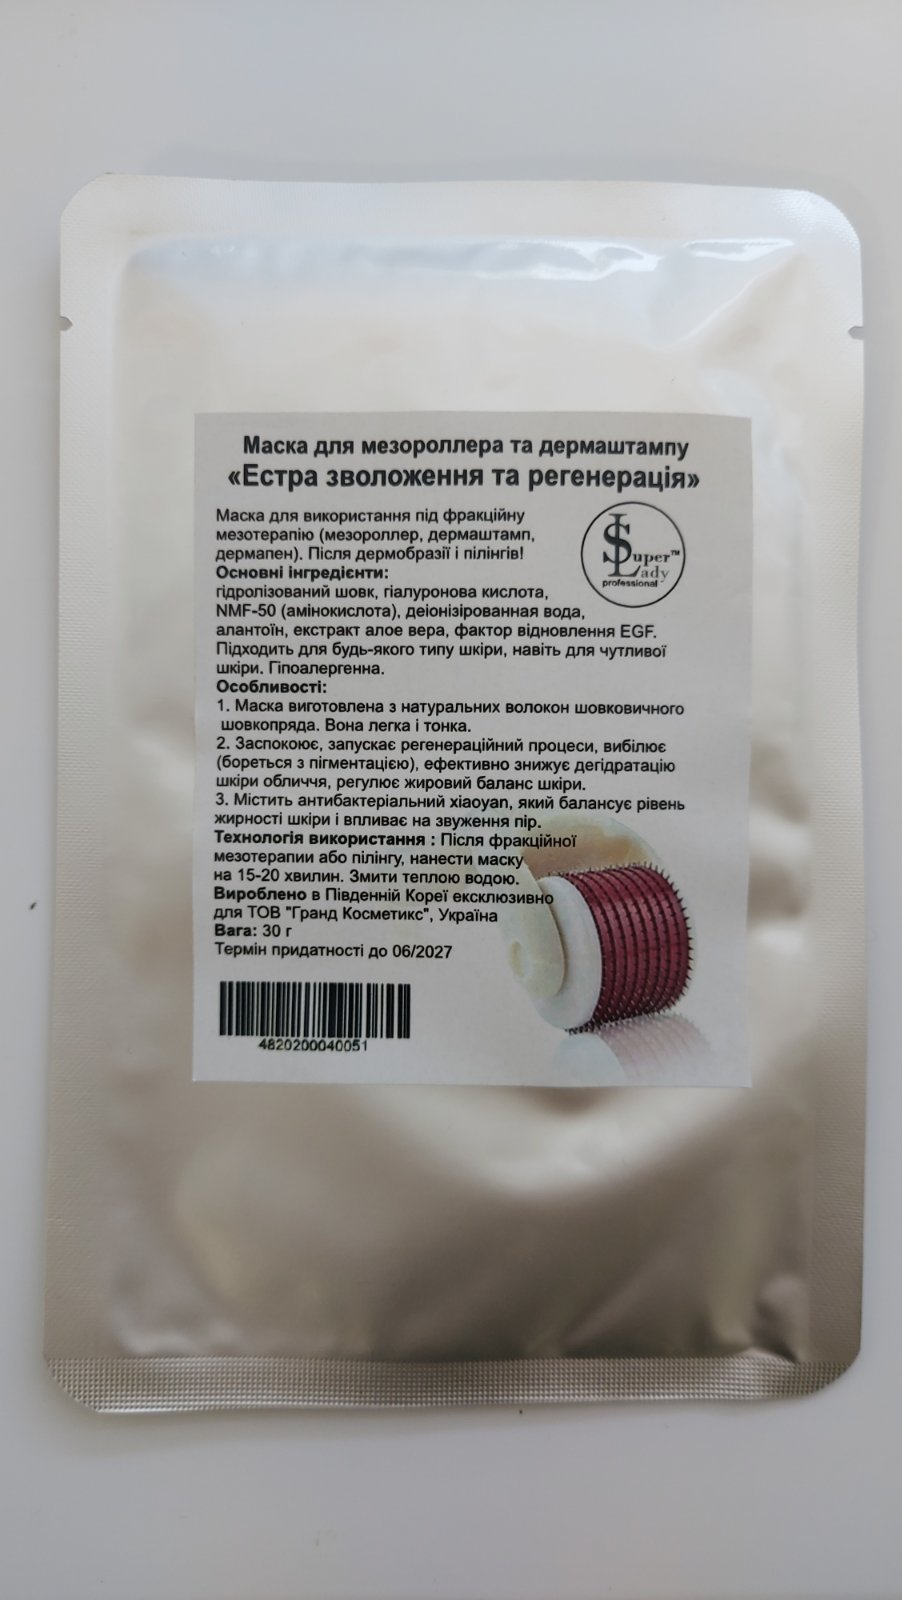 Маска для мезороллера та дермаштампу
«Естра зволоження та регенерація»
Маска для використання під фракційну
мезотерапію (мезороллер, дермаштамп,
дермапен). Після дермобразії і пілінгів!
Super™
Lady
professional
Основні інгредієнти:
гідролізований шовк, гіалуронова кислота,
NMF-50 (амінокислота), деіонізірованная вода,
алантоїн, екстракт алое вера, фактор відновлення EGF.
Підходить для будь-якого типу шкіри, навіть для чутливої
шкіри. Гіпоалергенна.
Особливості:
1. Маска виготовлена з натуральних волокон шовковичного
шовкопряда. Вона легка і тонка.
2. Заспокоює, запускає регенераційний процеси, вибілює
(бореться з пігментацією), ефективно знижує дегідратацію
шкіри обличчя, регулює жировий баланс шкіри.
3. Містить антибактеріальний xiaoyan, який балансує рівень
жирності шкіри і впливає на звуження пір.
Технологія використання : Після фракційної
мезотерапии або пілінгу, нанести маску
на 15-20 хвилин. Змити теплою водою.
Вироблено в Південній Кореї ексклюзивно
для ТОВ "Гранд Косметикс", Україна
Вага: 30 г
Термін придатності до 06/2027
4820200040051